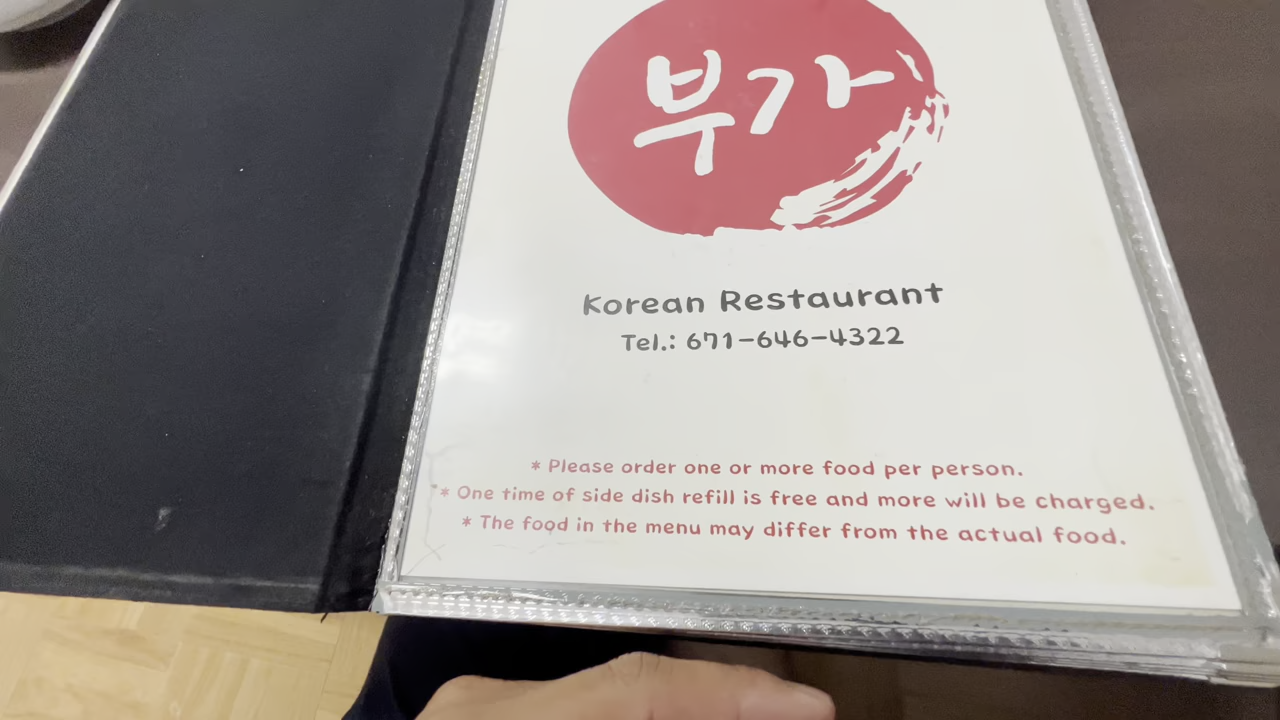 부가
Korean Restaurant
Tel.: 671-646-4322
* Please order one or more food per person.
* One time of side dish refill is free and more will be charged.
* The food in the menu may differ from the actual food.